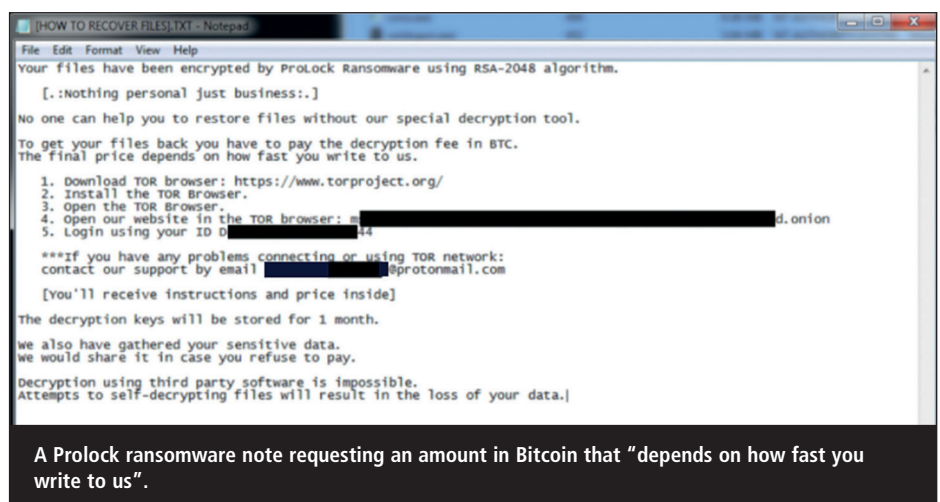 [HOW TO RECOVER FILES].TXT - Notepad
File Edit Format View Help
Your files have been encrypted by ProLock Ransomware using RSA-2048 algorithm.
[.:Nothing personal just business:.]
No one can help you to restore files without our special decryption tool.
To get your files back you have to pay the decryption fee in BTC.
The final price depends on how fast you write to us.
1. Download TOR browser: https://www.torproject.org/
2. Install the TOR Browser.
3. Open the TOR Browser.
4. Open our website in the TOR browser: m d.onion
5. Login using your ID D 44
***If you have any problems connecting or using TOR network:
contact our support by email @protonmail.com
[You'll receive instructions and price inside]
The decryption keys will be stored for 1 month.
We also have gathered your sensitive data.
We would share it in case you refuse to pay.
Decryption using third party software is impossible.
Attempts to self-decrypting files will result in the loss of your data.
A Prolock ransomware note requesting an amount in Bitcoin that "depends on how fast you
write to us".